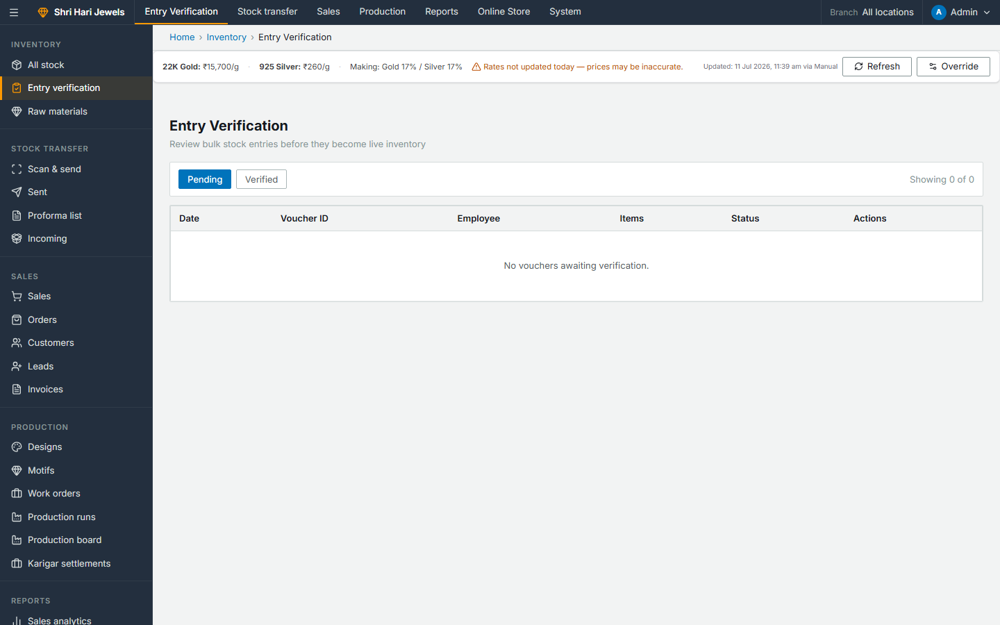 Shri Hari Jewels
Entry Verification
Stock transfer
Sales
Production
Reports
Online Store
System
Branch All locations
A Admin
Home › Inventory › Entry Verification
22K Gold: ₹15,700/g · 925 Silver: ₹260/g · Making: Gold 17% / Silver 17% Rates not updated today — prices may be inaccurate.
Updated: 11 Jul 2026, 11:39 am via Manual
Refresh
Override
INVENTORY
All stock
Entry verification
Raw materials
STOCK TRANSFER
Scan & send
Sent
Proforma list
Incoming
SALES
Sales
Orders
Customers
Leads
Invoices
PRODUCTION
Designs
Motifs
Work orders
Production runs
Production board
Karigar settlements
REPORTS
Sales analytics
Entry Verification
Review bulk stock entries before they become live inventory
Pending
Verified
Showing 0 of 0
Date Voucher ID Employee Items Status Actions
No vouchers awaiting verification.